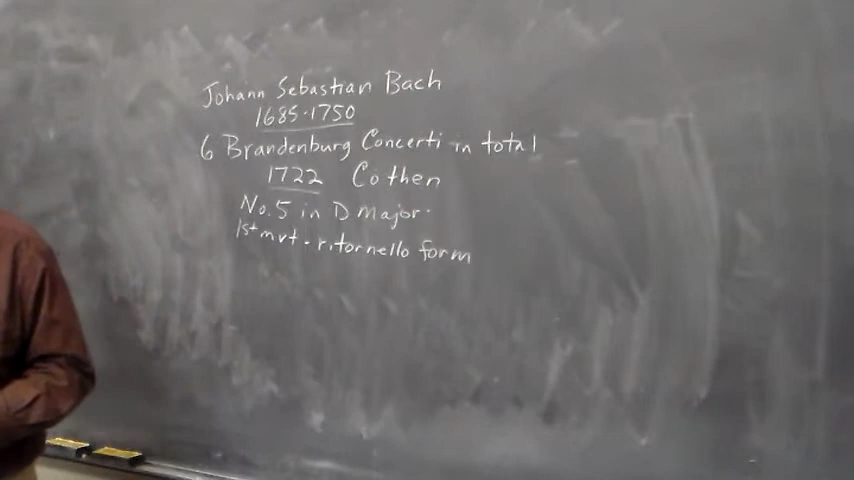 Johann Sebastian Bach
1685-1750
6 Brandenburg Concerti in total
1722 Cothen
No. 5 in D Major.
1st mvt. ritornello form